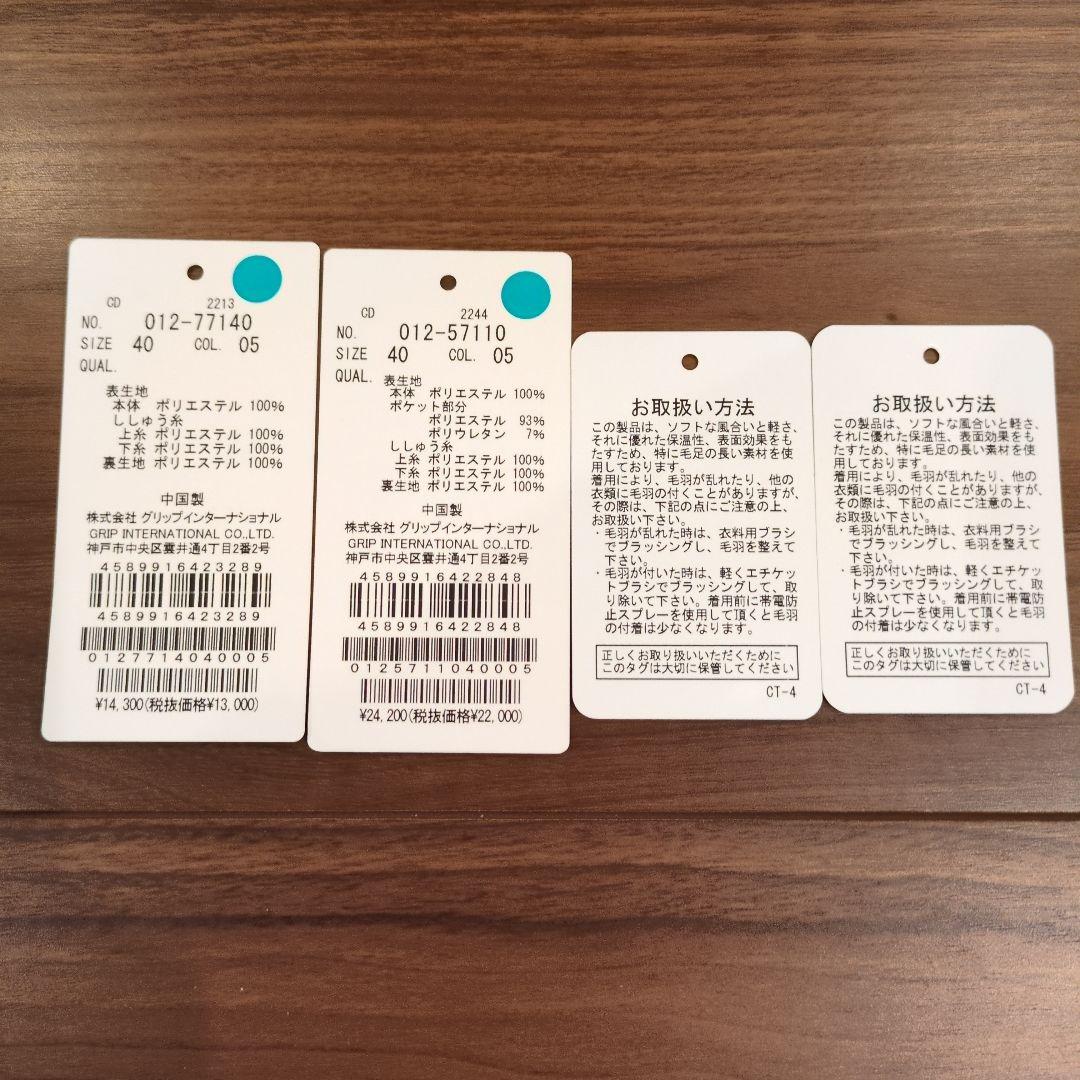 CD 2213
NO. 012-77140
SIZE 40 COL. 05
QUAL.
表生地
本体 ポリエステル 100%
ししゅう糸
上糸 ポリエステル 100%
下糸 ポリエステル 100%
裏生地 ポリエステル 100%
中国製
株式会社 グリップインターナショナル
GRIP INTERNATIONAL CO.,LTD.
神戸市中央区雲井通4丁目2番2号
4589916423289
4589916423289
0127714040005
¥14,300(税抜価格¥13,000)
CD 2244
NO. 012-57110
SIZE 40 COL. 05
QUAL. 表生地
本体 ポリエステル 100%
ポケット部分
ポリエステル 93%
ポリウレタン 7%
ししゅう糸
上糸 ポリエステル 100%
下糸 ポリエステル 100%
裏生地 ポリエステル 100%
中国製
株式会社 グリップインターナショナル
GRIP INTERNATIONAL CO.,LTD.
神戸市中央区雲井通4丁目2番2号
4589916422848
4589916422848
0125711040005
¥24,200(税抜価格¥22,000)
お取扱い方法
この製品は、ソフトな風合いと軽さ、
それに優れた保温性、表面効果をも
たすため、特に毛足の長い素材を使
用しております。
着用により、毛羽が乱れたり、他の
衣類に毛羽の付くことがありますが、
その際は、下記の点にご注意の上、
お取扱い下さい。
・毛羽が乱れた時は、衣料用ブラシ
でブラッシングし、毛羽を整えて
下さい。
・毛羽が付いた時は、軽くエチケッ
トブラシでブラッシングして、取
り除いて下さい。着用前に帯電防
止スプレーを使用して頂くと毛羽
の付着は少なくなります。
正しくお取り扱いいただくために
このタグは大切に保管してください
CT-4
お取扱い方法
この製品は、ソフトな風合いと軽さ、
それに優れた保温性、表面効果をも
たすため、特に毛足の長い素材を使
用しております。
着用により、毛羽が乱れたり、他の
衣類に毛羽の付くことがありますが、
その際は、下記の点にご注意の上、
お取扱い下さい。
・毛羽が乱れた時は、衣料用ブラシ
でブラッシングし、毛羽を整えて
下さい。
・毛羽が付いた時は、軽くエチケッ
トブラシでブラッシングして、取
り除いて下さい。着用前に帯電防
止スプレーを使用して頂くと毛羽
の付着は少なくなります。
正しくお取り扱いいただくために
このタグは大切に保管してください
CT-4